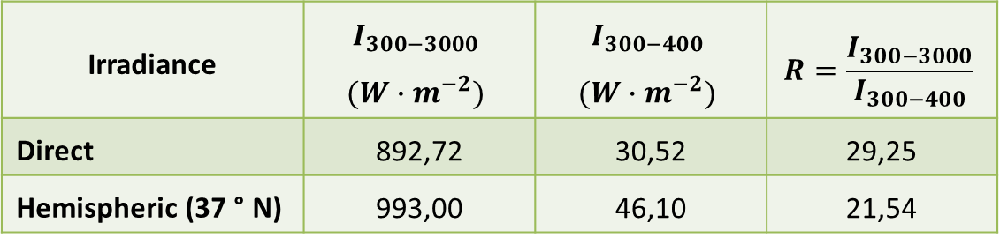 Irradiance I₃₀₀₋₃₀₀₀ (W · m⁻²) I₃₀₀₋₄₀₀ (W · m⁻²) R = I₃₀₀₋₃₀₀₀ / I₃₀₀₋₄₀₀
Direct 892,72 30,52 29,25
Hemispheric (37 ° N) 993,00 46,10 21,54